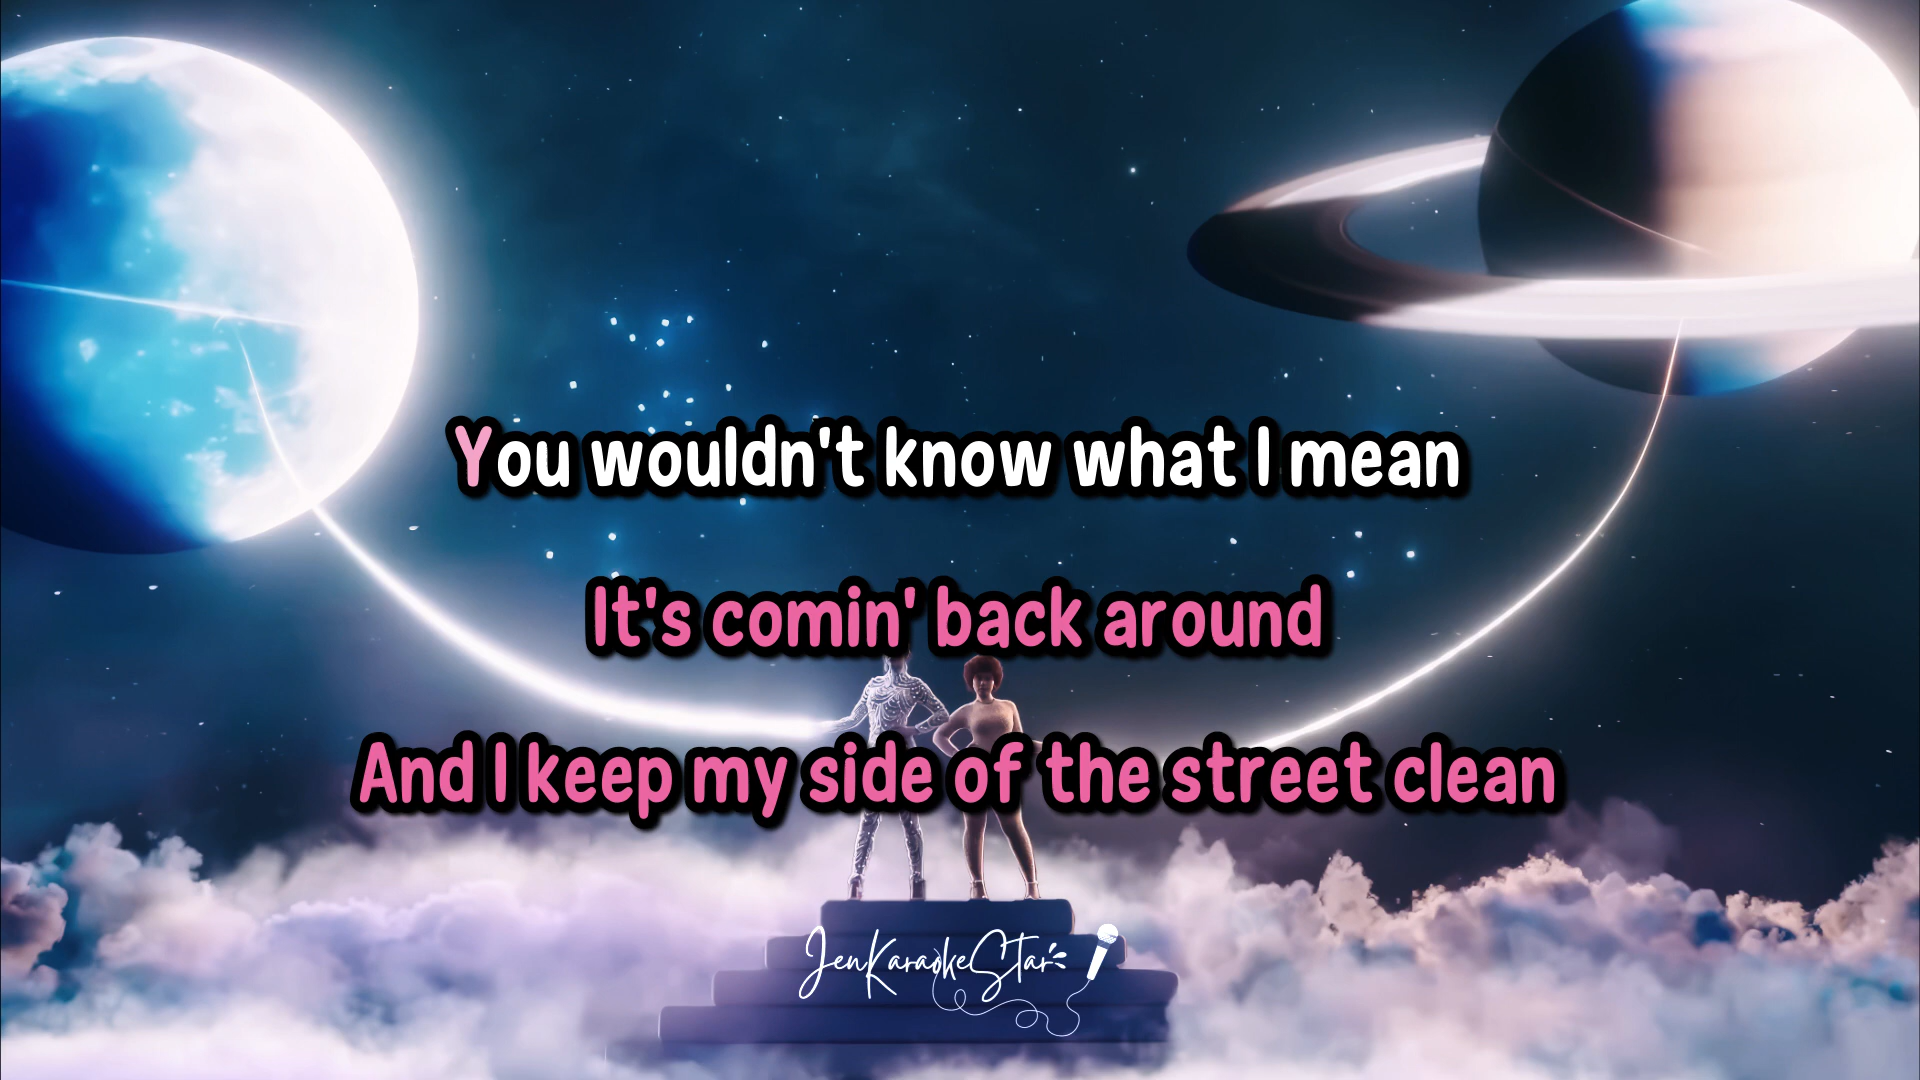 You wouldn't know what I mean
It's comin' back around
And I keep my side of the street clean
JenKaraokeStar